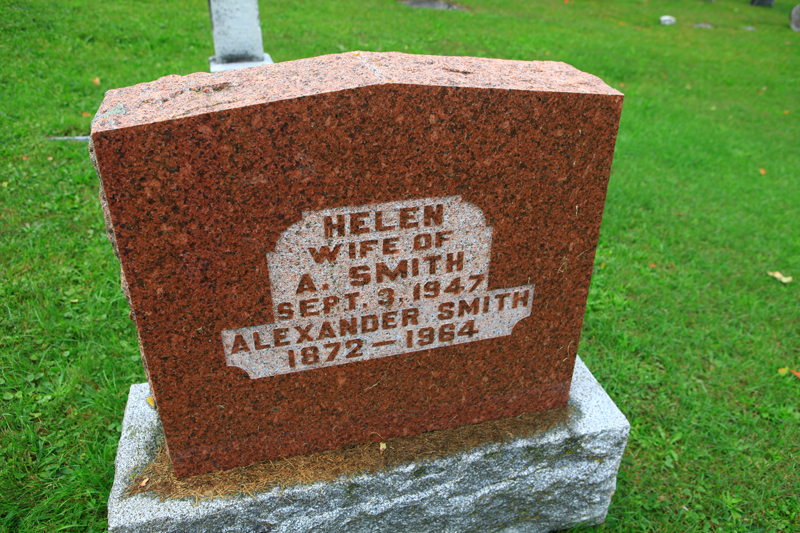 HELEN
WIFE OF
A. SMITH
SEPT. 3. 1947
ALEXANDER SMITH
1872 — 1964